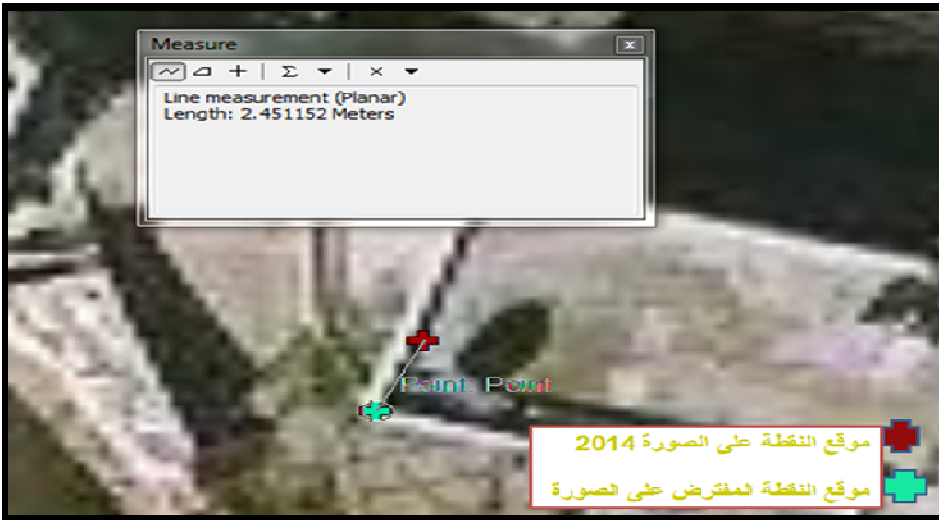 Measure
Line measurement (Planar)
Length: 2.451152 Meters
Point: Point
موقع النقطة على الصورة 2014
موقع النقطة المفترض على الصورة